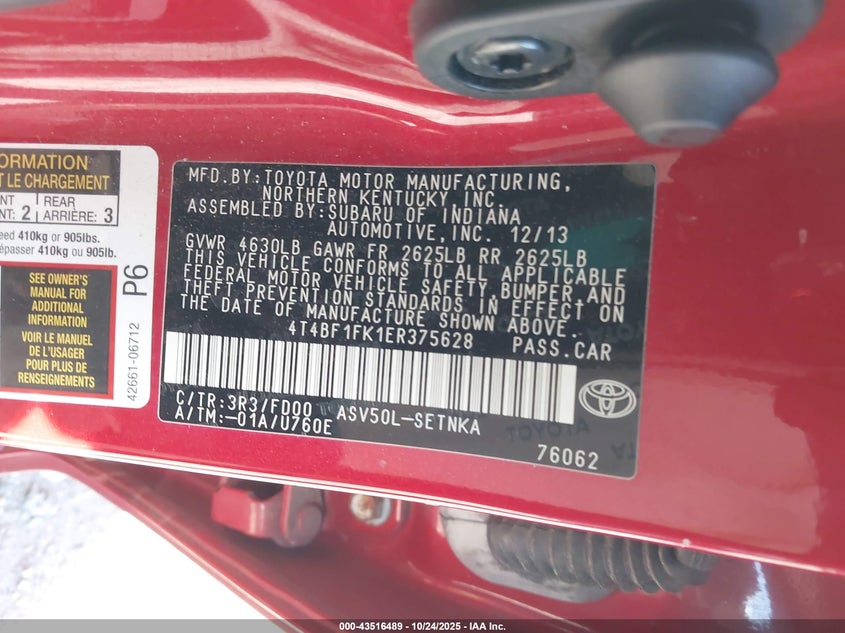 ORMATION
T LE CHARGEMENT
NT
NT: 2
REAR
ARRIÈRE: 3
eed 410kg or 905lbs.
épasser 410kg ou 905lb.
SEE OWNER'S
MANUAL FOR
ADDITIONAL
INFORMATION
VOIR LE MANUEL
DE L'USAGER
POUR PLUS DE
RENSEIGNEMENTS
P6
42661-06712
MFD.BY:TOYOTA MOTOR MANUFACTURING,
NORTHERN KENTUCKY,INC.
ASSEMBLED BY:SUBARU OF INDIANA
AUTOMOTIVE,INC. 12/13
GVWR 4630LB GAWR FR 2625LB RR 2625LB
THIS VEHICLE CONFORMS TO ALL APPLICABLE
FEDERAL MOTOR VEHICLE SAFETY,BUMPER,AND
THEFT PREVENTION STANDARDS IN EFFECT ON
THE DATE OF MANUFACTURE SHOWN ABOVE.
4T4BF1FK1ER375628 PASS.CAR
C/TR:3R3/FD00 ASV50L-SETNKA
A/TM:-01A/U760E
76062
000-43516489 - 10/24/2025 - IAA Inc.